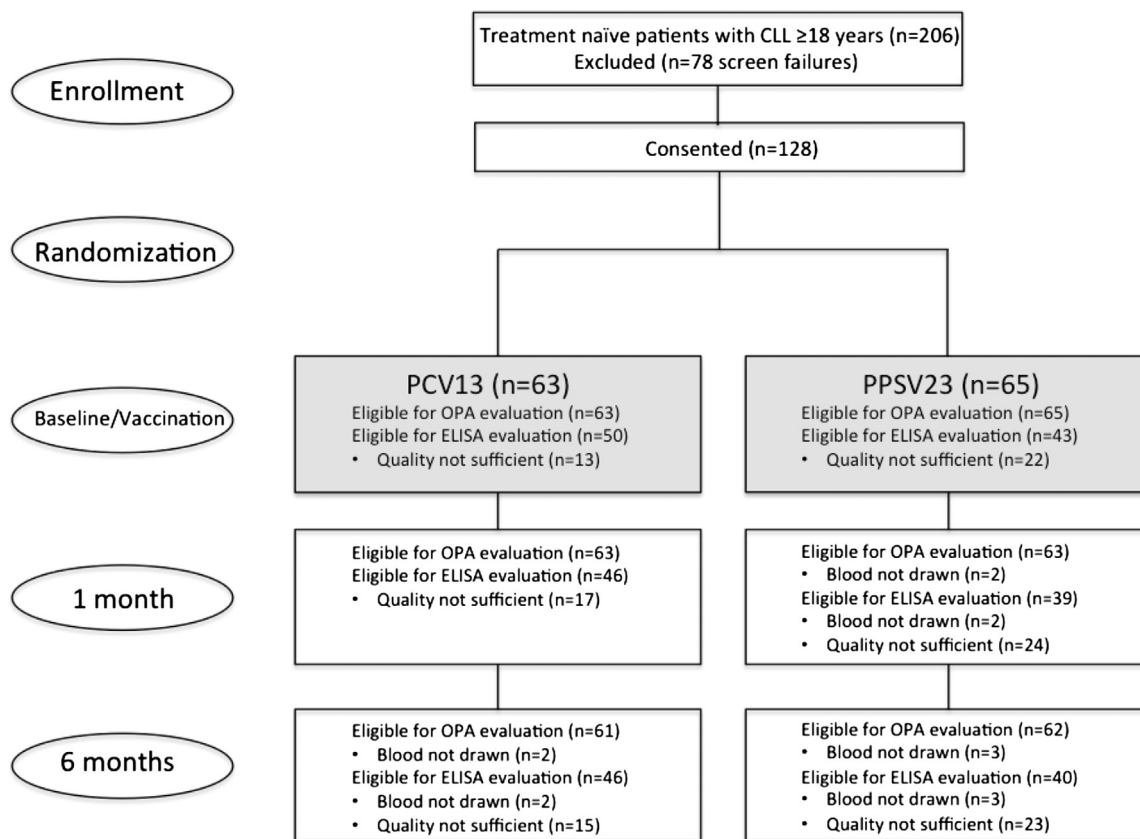 Treatment naïve patients with CLL ≥18 years (n=206)
Excluded (n=78 screen failures)
Enrollment
Consented (n=128)
Randomization
PCV13 (n=63)
Eligible for OPA evaluation (n=63)
Eligible for ELISA evaluation (n=50)
• Quality not sufficient (n=13)
PPSV23 (n=65)
Eligible for OPA evaluation (n=65)
Eligible for ELISA evaluation (n=43)
• Quality not sufficient (n=22)
Baseline/Vaccination
Eligible for OPA evaluation (n=63)
Eligible for ELISA evaluation (n=46)
• Quality not sufficient (n=17)
Eligible for OPA evaluation (n=63)
• Blood not drawn (n=2)
Eligible for ELISA evaluation (n=39)
• Blood not drawn (n=2)
• Quality not sufficient (n=24)
1 month
Eligible for OPA evaluation (n=61)
• Blood not drawn (n=2)
Eligible for ELISA evaluation (n=46)
• Blood not drawn (n=2)
• Quality not sufficient (n=15)
Eligible for OPA evaluation (n=62)
• Blood not drawn (n=3)
Eligible for ELISA evaluation (n=40)
• Blood not drawn (n=3)
• Quality not sufficient (n=23)
6 months